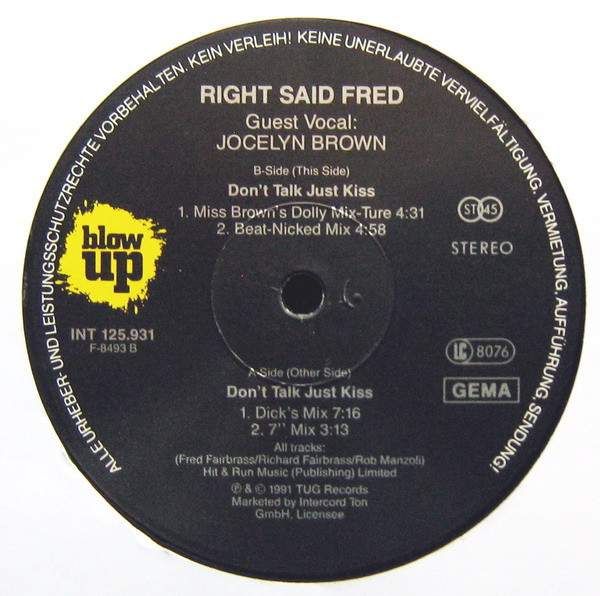 ALLE URHEBER- UND LEISTUNGSSCHUTZRECHTE VORBEHALTEN. KEIN VERLEIH! KEINE UNERLAUBTE VERVIELFÄLTIGUNG, VERMIETUNG, AUFFÜHRUNG, SENDUNG!
RIGHT SAID FRED
Guest Vocal:
JOCELYN BROWN
B-Side (This Side)
Don't Talk Just Kiss
1. Miss Brown's Dolly Mix-Ture 4:31
2. Beat-Nicked Mix 4:58
blow
up
ST 45
STEREO
INT 125.931
F-8493 B
LC 8076
GEMA
A-Side (Other Side)
Don't Talk Just Kiss
1. Dick's Mix 7:16
2. 7'' Mix 3:13
All tracks:
(Fred Fairbrass/Richard Fairbrass/Rob Manzoli)
Hit & Run Music (Publishing) Limited
℗ & © 1991 TUG Records
Marketed by Intercord Ton
GmbH, Licensee